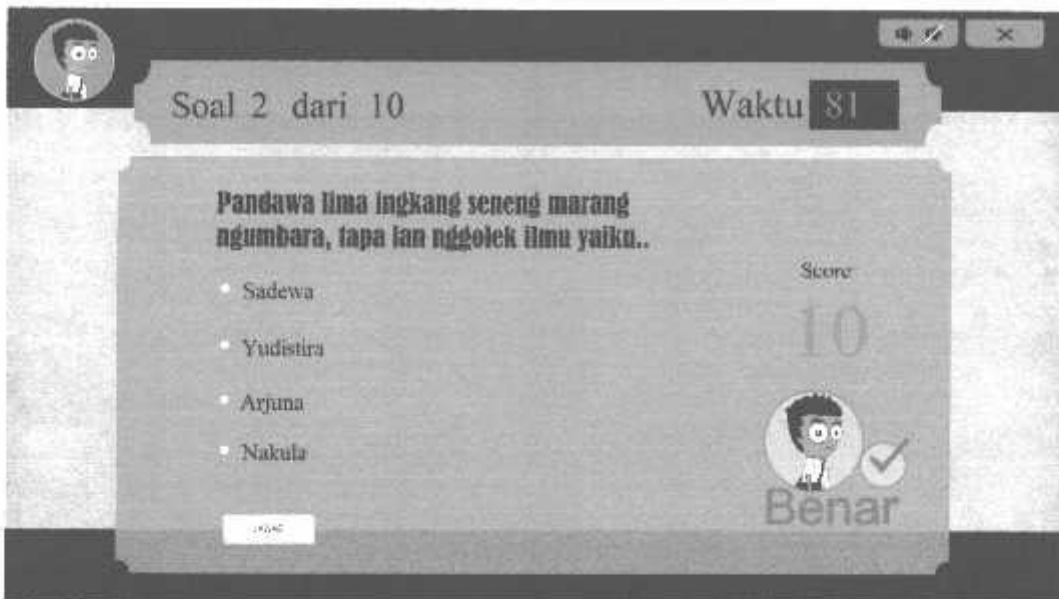 Soal 2 dari 10
Waktu 81
Pandawa lima ingkang seneng marang
ngumbara, tapa lan nggolek ilmu yaiku..
Sadewa
Yudistira
Arjuna
Nakula
Score
10
Benar